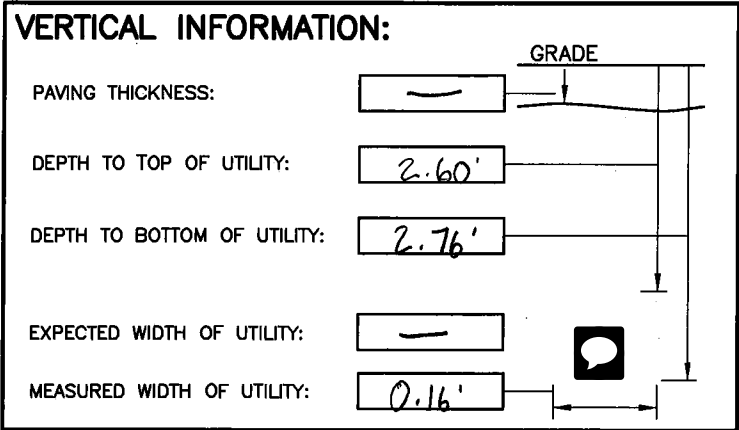 VERTICAL INFORMATION:
GRADE
PAVING THICKNESS: —
DEPTH TO TOP OF UTILITY: 2.60'
DEPTH TO BOTTOM OF UTILITY: 2.76'
EXPECTED WIDTH OF UTILITY: —
MEASURED WIDTH OF UTILITY: 0.16'